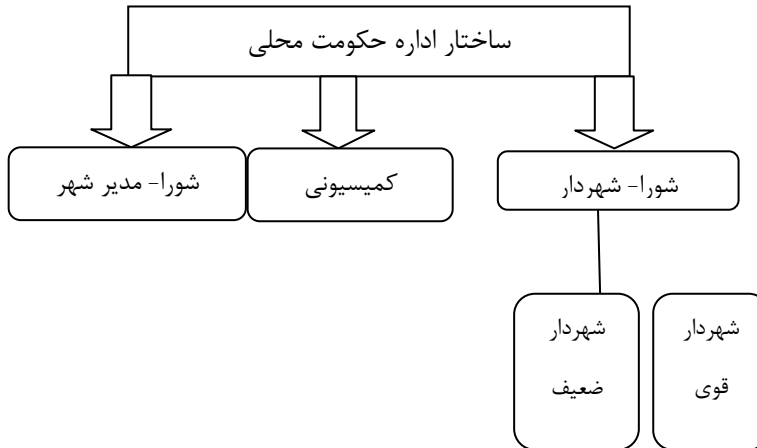 ساختار اداره حکومت محلی
شورا- شهردار
کمیسیونی
شورا- مدیر شهر
شهردار
قوی
شهردار
ضعیف